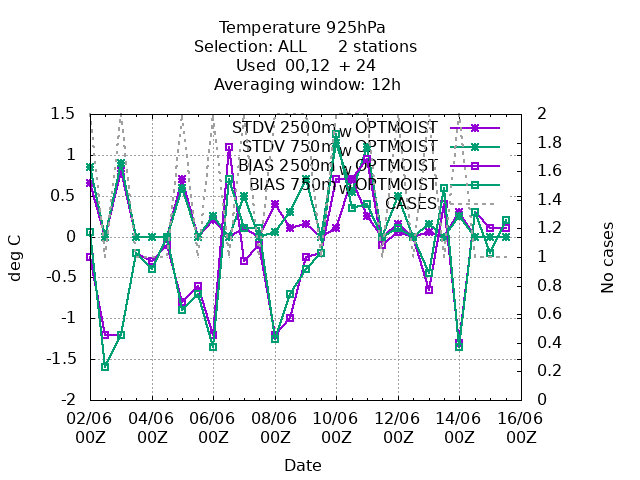 Temperature 925hPa
Selection: ALL 2 stations
Used 00,12 + 24
Averaging window: 12h
STDV 2500m_w OPTMOIST
STDV 750m_w OPTMOIST
BIAS 2500m_w OPTMOIST
BIAS 750m_w OPTMOIST
CASES
1.5
1
0.5
0
-0.5
-1
-1.5
-2
deg C
2
1.8
1.6
1.4
1.2
1
0.8
0.6
0.4
0.2
0
No cases
02/06 04/06 06/06 08/06 10/06 12/06 14/06 16/06
00Z 00Z 00Z 00Z 00Z 00Z 00Z 00Z
Date